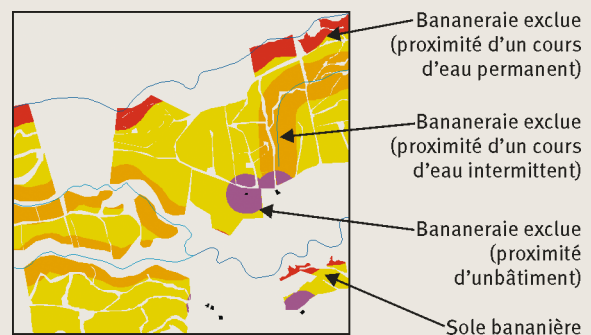 Bananeraie exclue
(proximité d’un cours
d’eau permanent)
Bananeraie exclue
(proximité d’un cours
d’eau intermittent)
Bananeraie exclue
(proximité
d’unbâtiment)
Sole bananière